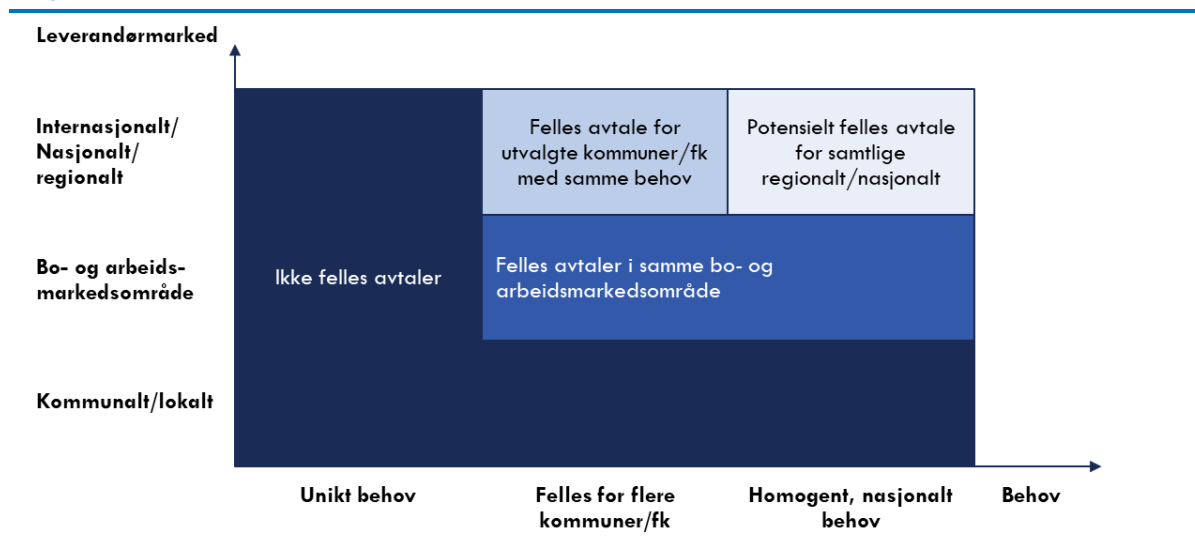 Leverandørmarked
Internasjonalt/
Nasjonalt/
regionalt
Felles avtale for
utvalgte kommuner/fk
med samme behov
Potensielt felles avtale
for samtlige
regionalt/nasjonalt
Bo- og arbeids-
markedsområde
Ikke felles avtaler
Felles avtaler i samme bo- og
arbeidsmarkedsområde
Kommunalt/lokalt
Unikt behov
Felles for flere
kommuner/fk
Homogent, nasjonalt
behov
Behov